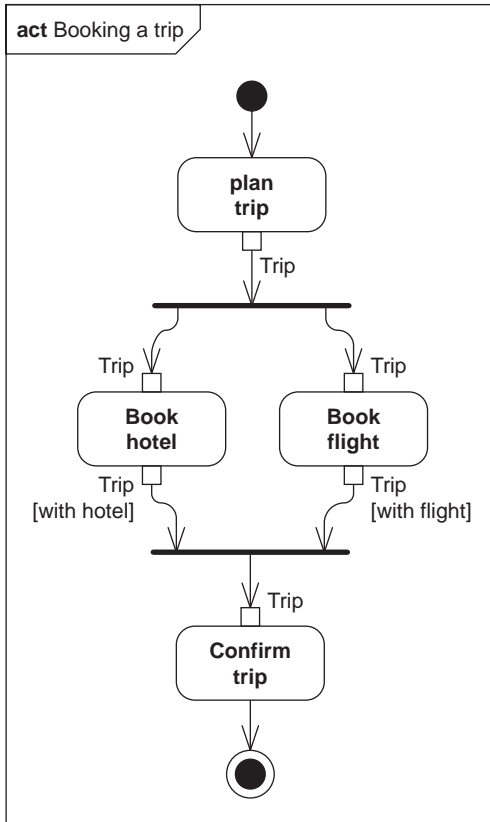 act Booking a trip
plan
trip
Trip
Trip
Trip
Book
hotel
Book
flight
Trip
[with hotel]
Trip
[with flight]
Trip
Confirm
trip